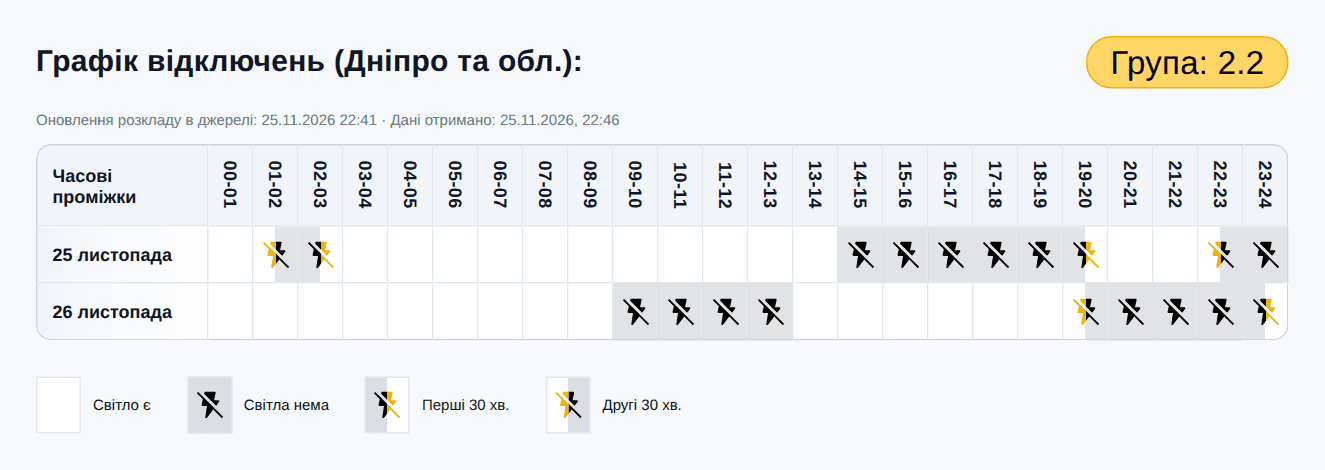 Графік відключень (Дніпро та обл.):
Група: 2.2
Оновлення розкладу в джерелі: 25.11.2026 22:41 · Дані отримано: 25.11.2026, 22:46
Часові
проміжки
00-01
01-02
02-03
03-04
04-05
05-06
06-07
07-08
08-09
09-10
10-11
11-12
12-13
13-14
14-15
15-16
16-17
17-18
18-19
19-20
20-21
21-22
22-23
23-24
25 листопада
26 листопада
Світло є
Світла нема
Перші 30 хв.
Другі 30 хв.